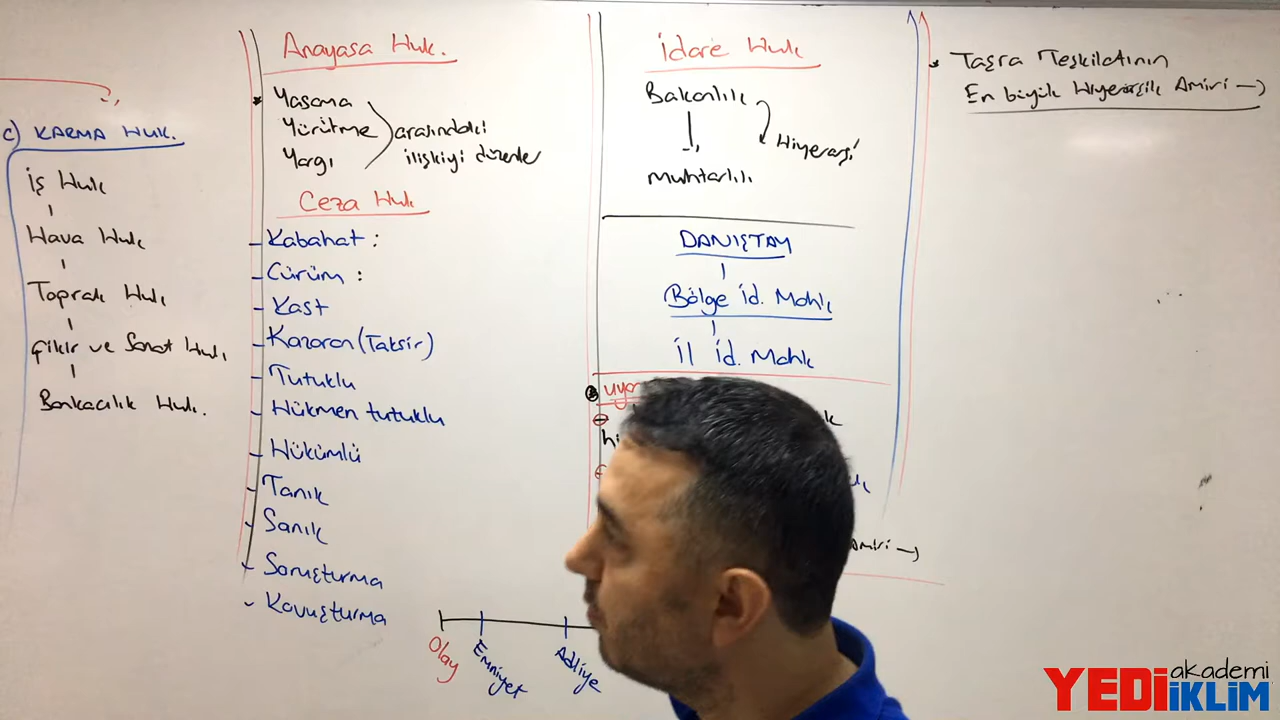 C) KARMA HUK.
İş Huk
Hava Huk
Toprak Huk
Fikir ve Sanat Huk.
Bankacılık Huk.
Anayasa Huk.
Yasama
Yürütme
Yargı
arasındaki
ilişkiyi düzenler
Ceza Huk
Kabahat :
Cürüm :
Kast
Kazaran (Taksir)
Tutuklu
Hükmen tutuklu
Hükümlü
Tanık
Sanık
Soruşturma
Kovuşturma
Olay
Emniyet
Adliye
İdare Huk
Bakanlık
Hiyerarşi
Muhtarlık
DANIŞTAY
Bölge İd. Mahk
İl İd. Mahk
Amiri →
Taşra Teşkilatının
En büyük Hiyerarşik Amiri →
YEDİ İKLİM
akademi